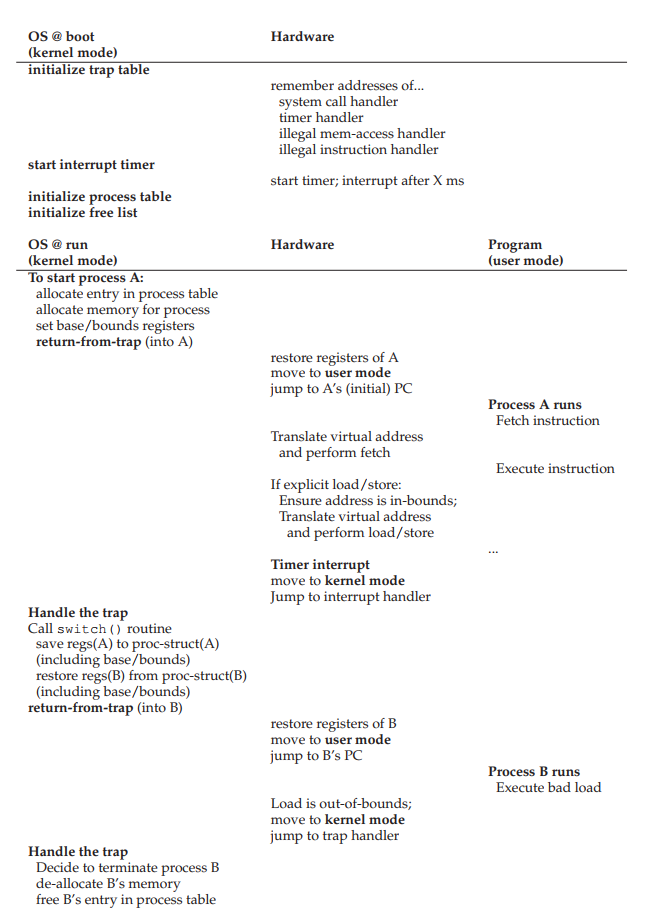 OS @ boot Hardware
(kernel mode)
initialize trap table
remember addresses of...
system call handler
timer handler
illegal mem-access handler
illegal instruction handler
start interrupt timer
start timer; interrupt after X ms
initialize process table
initialize free list
OS @ run Hardware Program
(kernel mode) (user mode)
To start process A:
allocate entry in process table
allocate memory for process
set base/bounds registers
return-from-trap (into A)
restore registers of A
move to user mode
jump to A's (initial) PC
Process A runs
Fetch instruction
Translate virtual address
and perform fetch
Execute instruction
If explicit load/store:
Ensure address is in-bounds;
Translate virtual address
and perform load/store
...
Timer interrupt
move to kernel mode
Jump to interrupt handler
Handle the trap
Call switch() routine
save regs(A) to proc-struct(A)
(including base/bounds)
restore regs(B) from proc-struct(B)
(including base/bounds)
return-from-trap (into B)
restore registers of B
move to user mode
jump to B's PC
Process B runs
Execute bad load
Load is out-of-bounds;
move to kernel mode
jump to trap handler
Handle the trap
Decide to terminate process B
de-allocate B's memory
free B's entry in process table